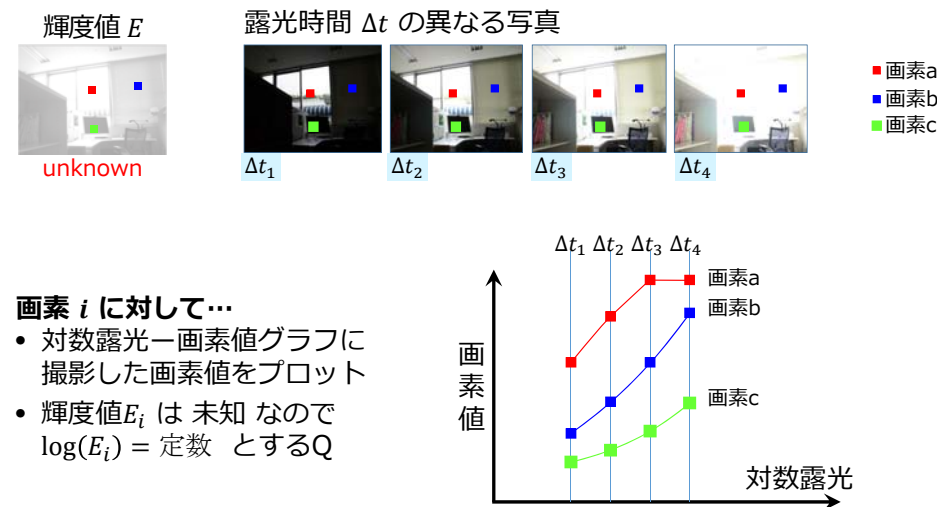 輝度値 E
露光時間 Δt の異なる写真
unknown
Δt₁
Δt₂
Δt₃
Δt₄
画素a
画素b
画素c
画素 i に対して…
• 対数露光ー画素値グラフに
撮影した画素値をプロット
• 輝度値Eᵢ は 未知 なので
log(Eᵢ) = 定数 とするQ
Δt₁ Δt₂ Δt₃ Δt₄
画素a
画素b
画素c
画素値
対数露光